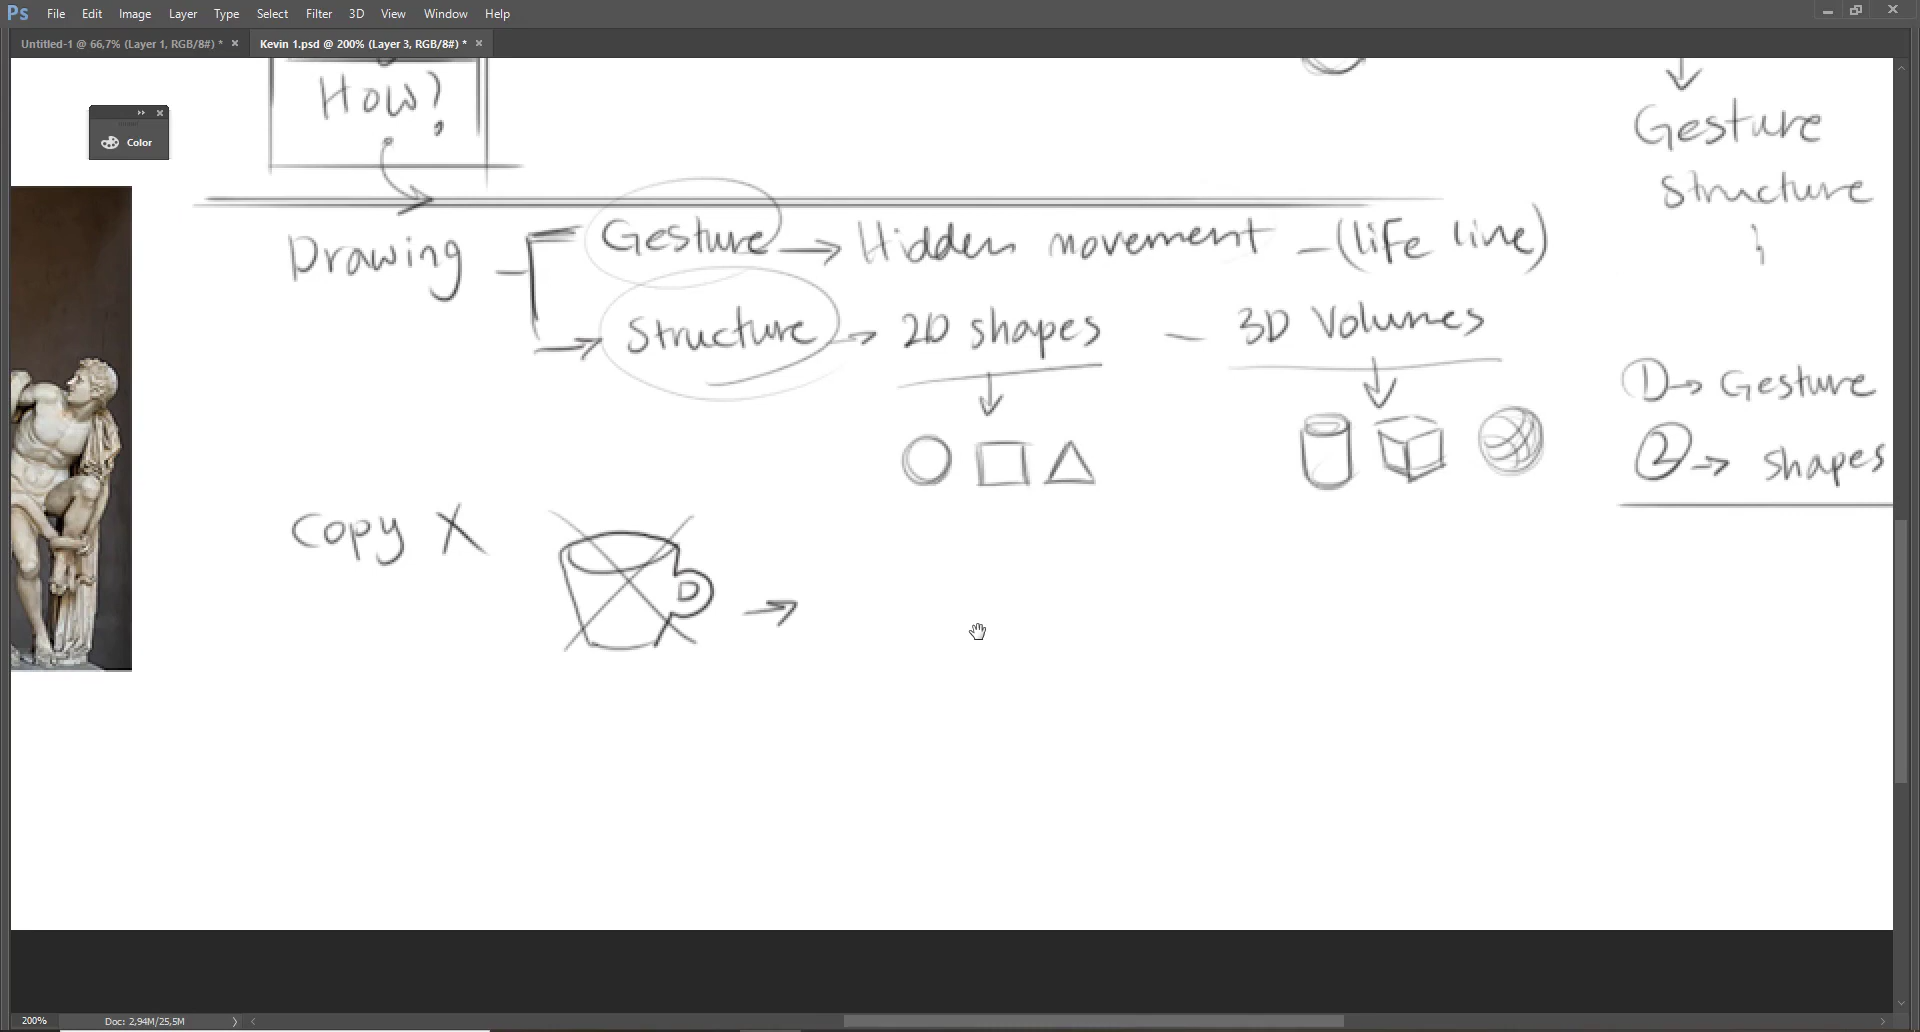 Ps File Edit Image Layer Type Select Filter 3D View Window Help
Untitled-1 @ 66,7% (Layer 1, RGB/8#) * × Kevin 1.psd @ 200% (Layer 3, RGB/8#) * ×
How?
Color
Gesture
Structure
Drawing
Gesture → Hidden movement - (life line)
Structure → 2D shapes - 3D Volumes
① → Gesture
② → shapes
Copy X
200% Doc: 2,94M/25,5M